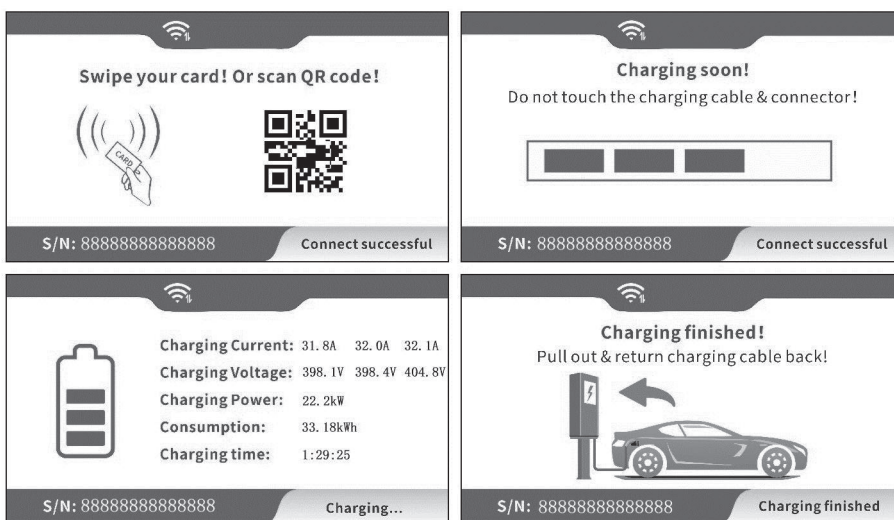 Swipe your card! Or scan QR code!
CARD
S/N: 88888888888888
Connect successful
Charging soon!
Do not touch the charging cable & connector!
S/N: 88888888888888
Connect successful
Charging Current: 31.8A 32.0A 32.1A
Charging Voltage: 398.1V 398.4V 404.8V
Charging Power: 22.2kW
Consumption: 33.18kWh
Charging time: 1:29:25
S/N: 88888888888888
Charging...
Charging finished!
Pull out & return charging cable back!
S/N: 88888888888888
Charging finished